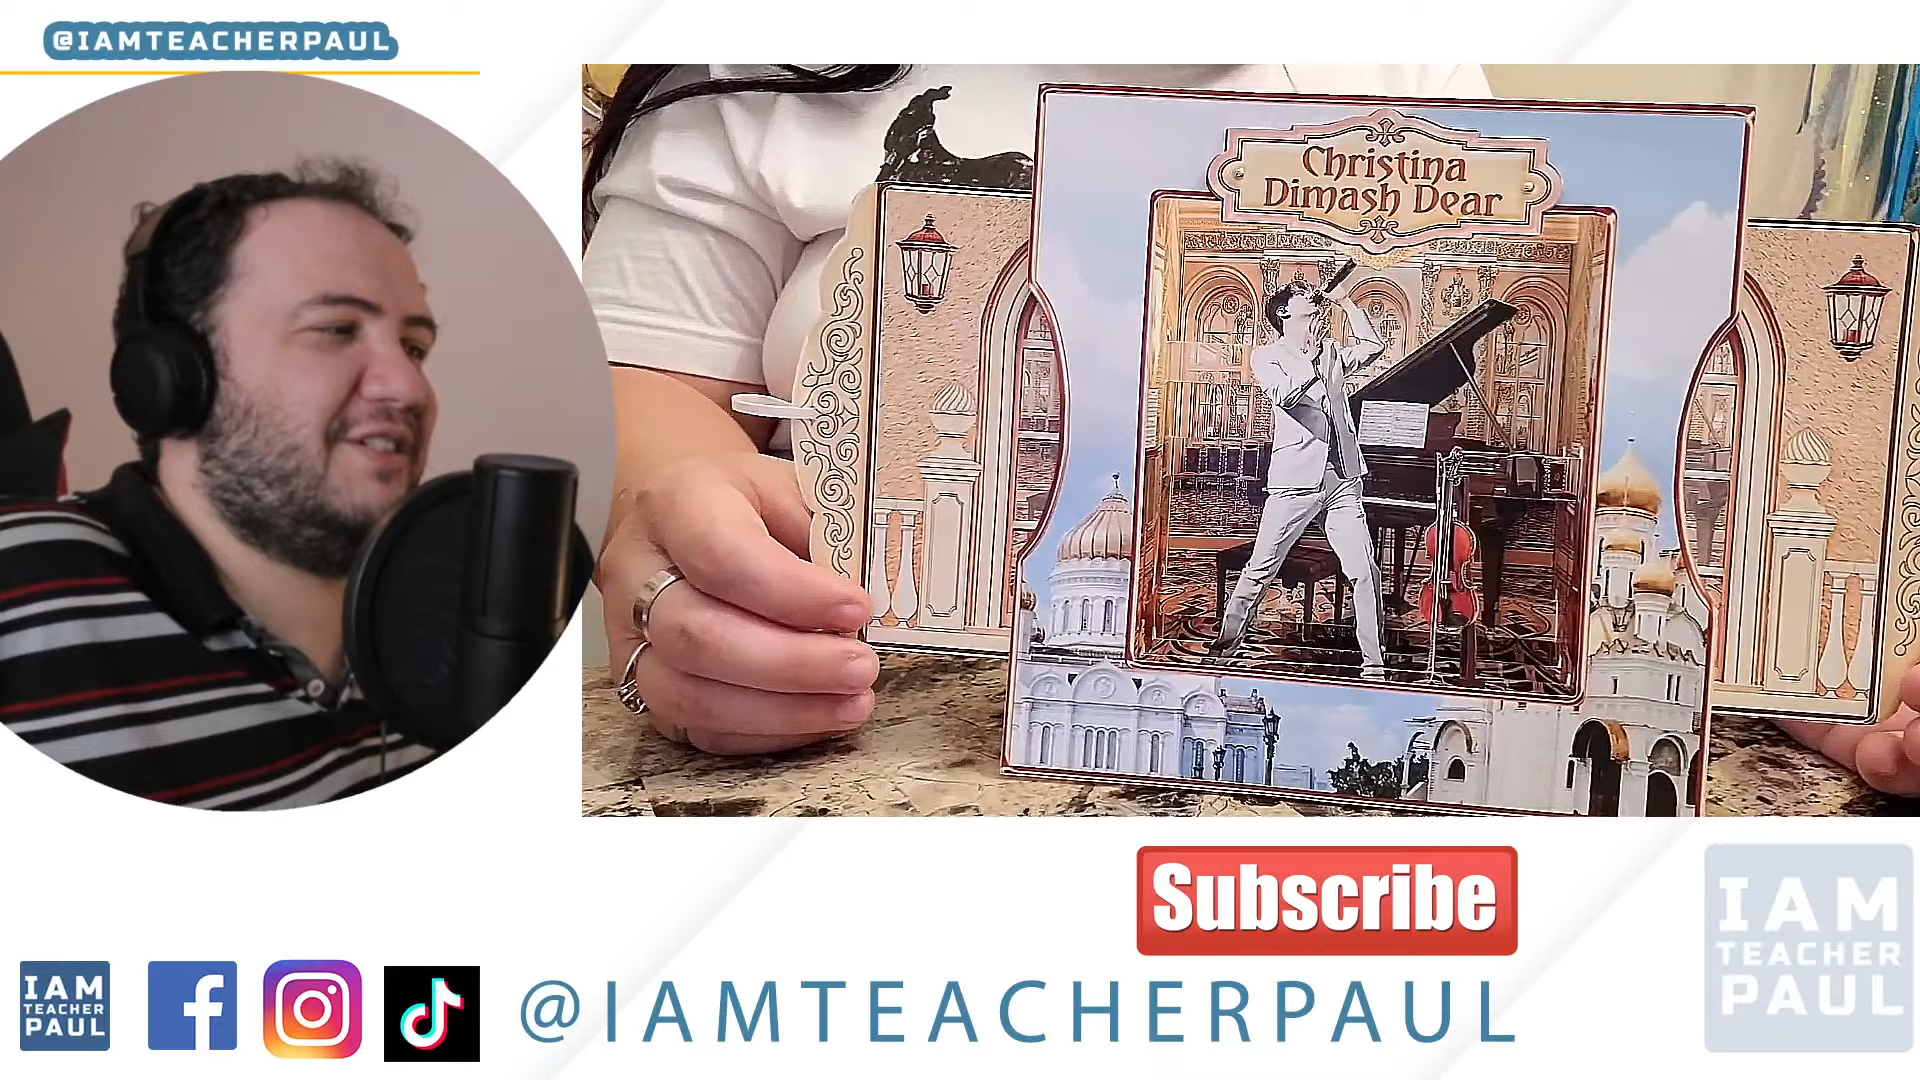 @IAMTEACHERPAUL
Christina
Dimash Dear
Subscribe
IAM
TEACHER
PAUL
@IAMTEACHERPAUL
IAM
TEACHER
PAUL